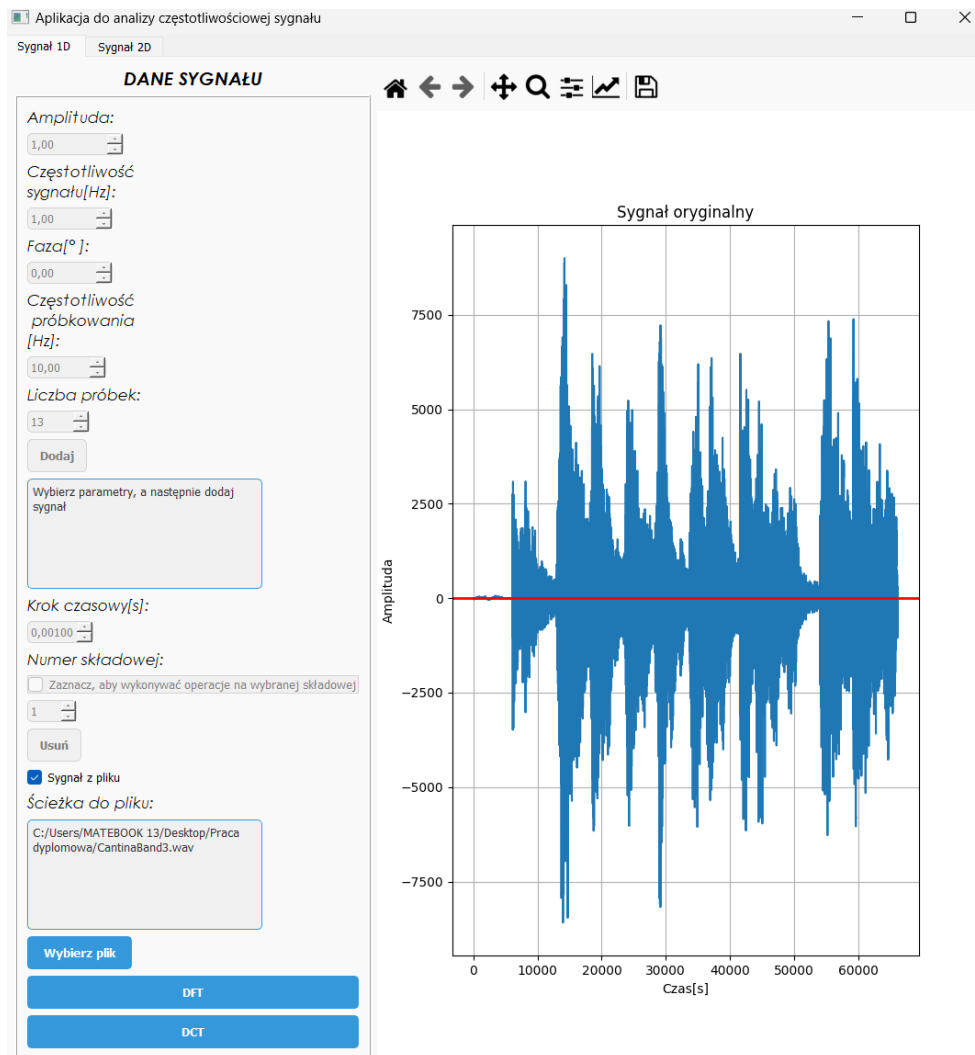 Aplikacja do analizy częstotliwościowej sygnału
Sygnał 1D
Sygnał 2D
DANE SYGNAŁU
Amplituda:
1,00
Częstotliwość
sygnału[Hz]:
1,00
Faza[° ]:
0,00
Częstotliwość
próbkowania
[Hz]:
10,00
Liczba próbek:
13
Dodaj
Wybierz parametry, a następnie dodaj
sygnał
Krok czasowy[s]:
0,00100
Numer składowej:
Zaznacz, aby wykonywać operacje na wybranej składowej
1
Usuń
Sygnał z pliku
Ścieżka do pliku:
C:/Users/MATEBOOK 13/Desktop/Praca
dyplomowa/CantinaBand3.wav
Wybierz plik
DFT
DCT
Sygnał oryginalny
7500
5000
2500
0
−2500
−5000
−7500
Amplituda
0 10000 20000 30000 40000 50000 60000
Czas[s]